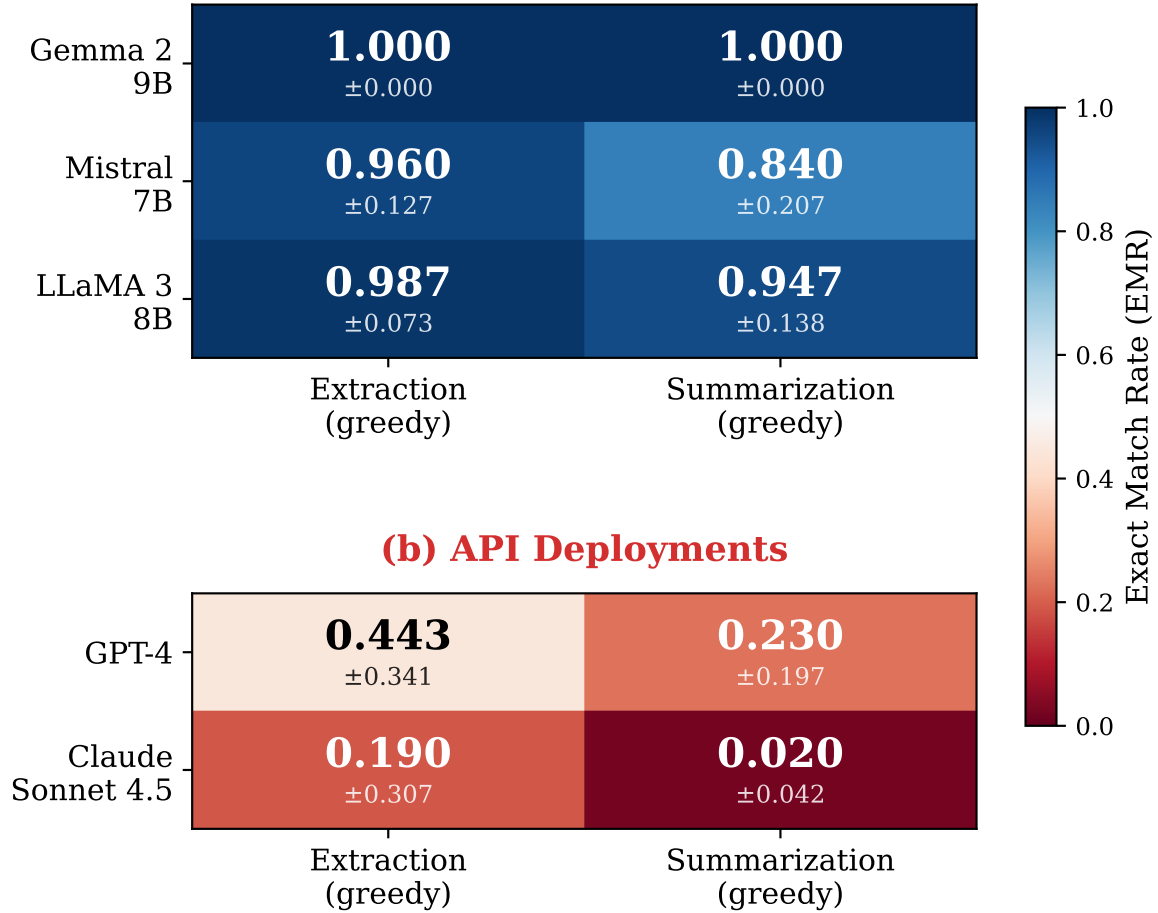 Gemma 2
9B
1.000
±0.000
1.000
±0.000
Mistral
7B
0.960
±0.127
0.840
±0.207
LLaMA 3
8B
0.987
±0.073
0.947
±0.138
Extraction
(greedy)
Summarization
(greedy)
(b) API Deployments
GPT-4
0.443
±0.341
0.230
±0.197
Claude
Sonnet 4.5
0.190
±0.307
0.020
±0.042
Extraction
(greedy)
Summarization
(greedy)
1.0
0.8
0.6
0.4
0.2
0.0
Exact Match Rate (EMR)